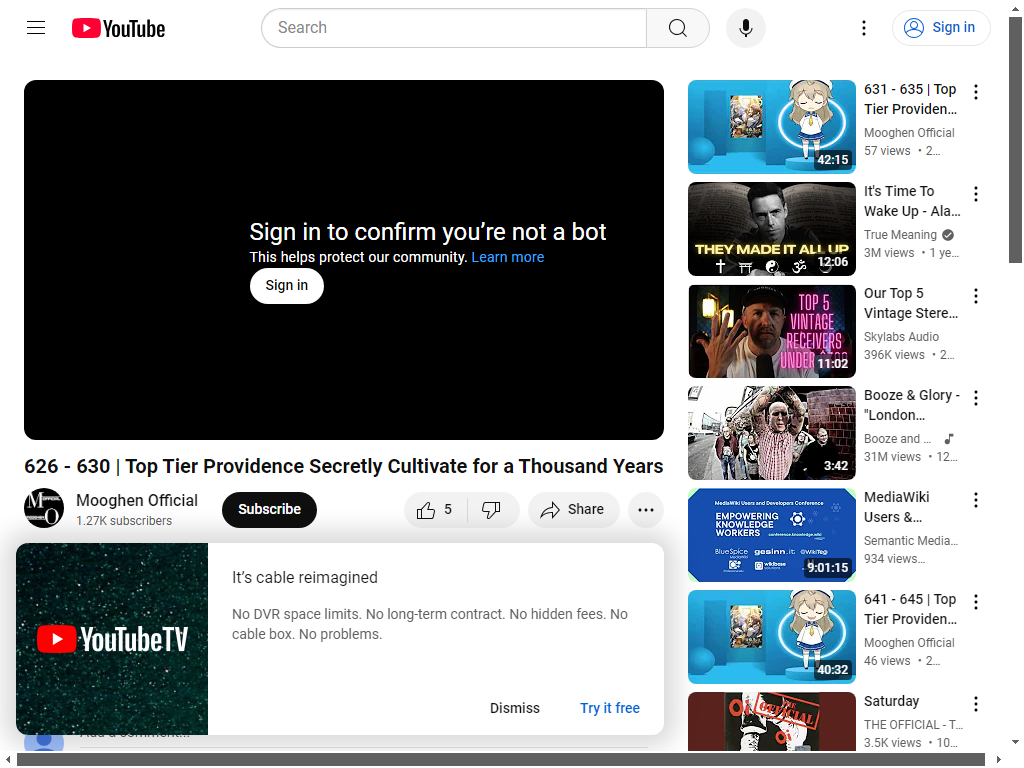 YouTube
Search
Sign in
Sign in to confirm you’re not a bot
This helps protect our community. Learn more
Sign in
626 - 630 | Top Tier Providence Secretly Cultivate for a Thousand Years
Mooghen Official
1.27K subscribers
Subscribe
5
Share
It’s cable reimagined
No DVR space limits. No long-term contract. No hidden fees. No
cable box. No problems.
YouTubeTV
Dismiss
Try it free
Add a comment...
42:15
631 - 635 | Top
Tier Providen…
Mooghen Official
57 views • 2…
THEY MADE IT ALL UP
12:06
It's Time To
Wake Up - Ala…
True Meaning
3M views • 1 ye…
TOP 5
VINTAGE
RECEIVERS
UNDER
11:02
Our Top 5
Vintage Stere…
Skylabs Audio
396K views • 2…
3:42
Booze & Glory -
"London…
Booze and …
31M views • 12…
MediaWiki Users and Developers Conference
EMPOWERING
KNOWLEDGE
WORKERS
conference.knowledge.wiki
BlueSpice
gesinn.it
@WikiTeq
wikibase
9:01:15
MediaWiki
Users &…
Semantic Media…
934 views…
40:32
641 - 645 | Top
Tier Providen…
Mooghen Official
46 views • 2…
THE
OFFICIAL
Saturday
THE OFFICIAL - T…
3.5K views • 10…